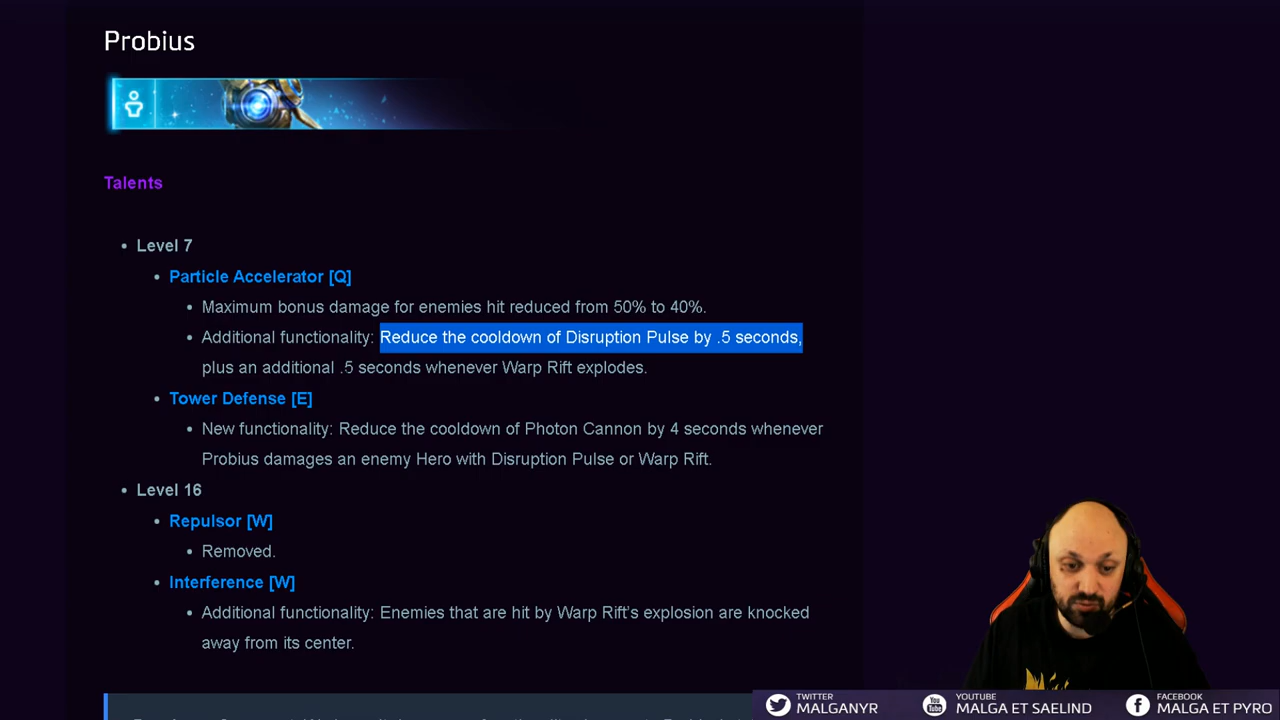 Probius
Talents
Level 7
Particle Accelerator [Q]
Maximum bonus damage for enemies hit reduced from 50% to 40%.
Additional functionality: Reduce the cooldown of Disruption Pulse by .5 seconds,
plus an additional .5 seconds whenever Warp Rift explodes.
Tower Defense [E]
New functionality: Reduce the cooldown of Photon Cannon by 4 seconds whenever
Probius damages an enemy Hero with Disruption Pulse or Warp Rift.
Level 16
Repulsor [W]
Removed.
Interference [W]
Additional functionality: Enemies that are hit by Warp Rift's explosion are knocked
away from its center.
TWITTER
MALGANYR
YOUTUBE
MALGA ET SAELIND
FACEBOOK
MALGA ET PYRO